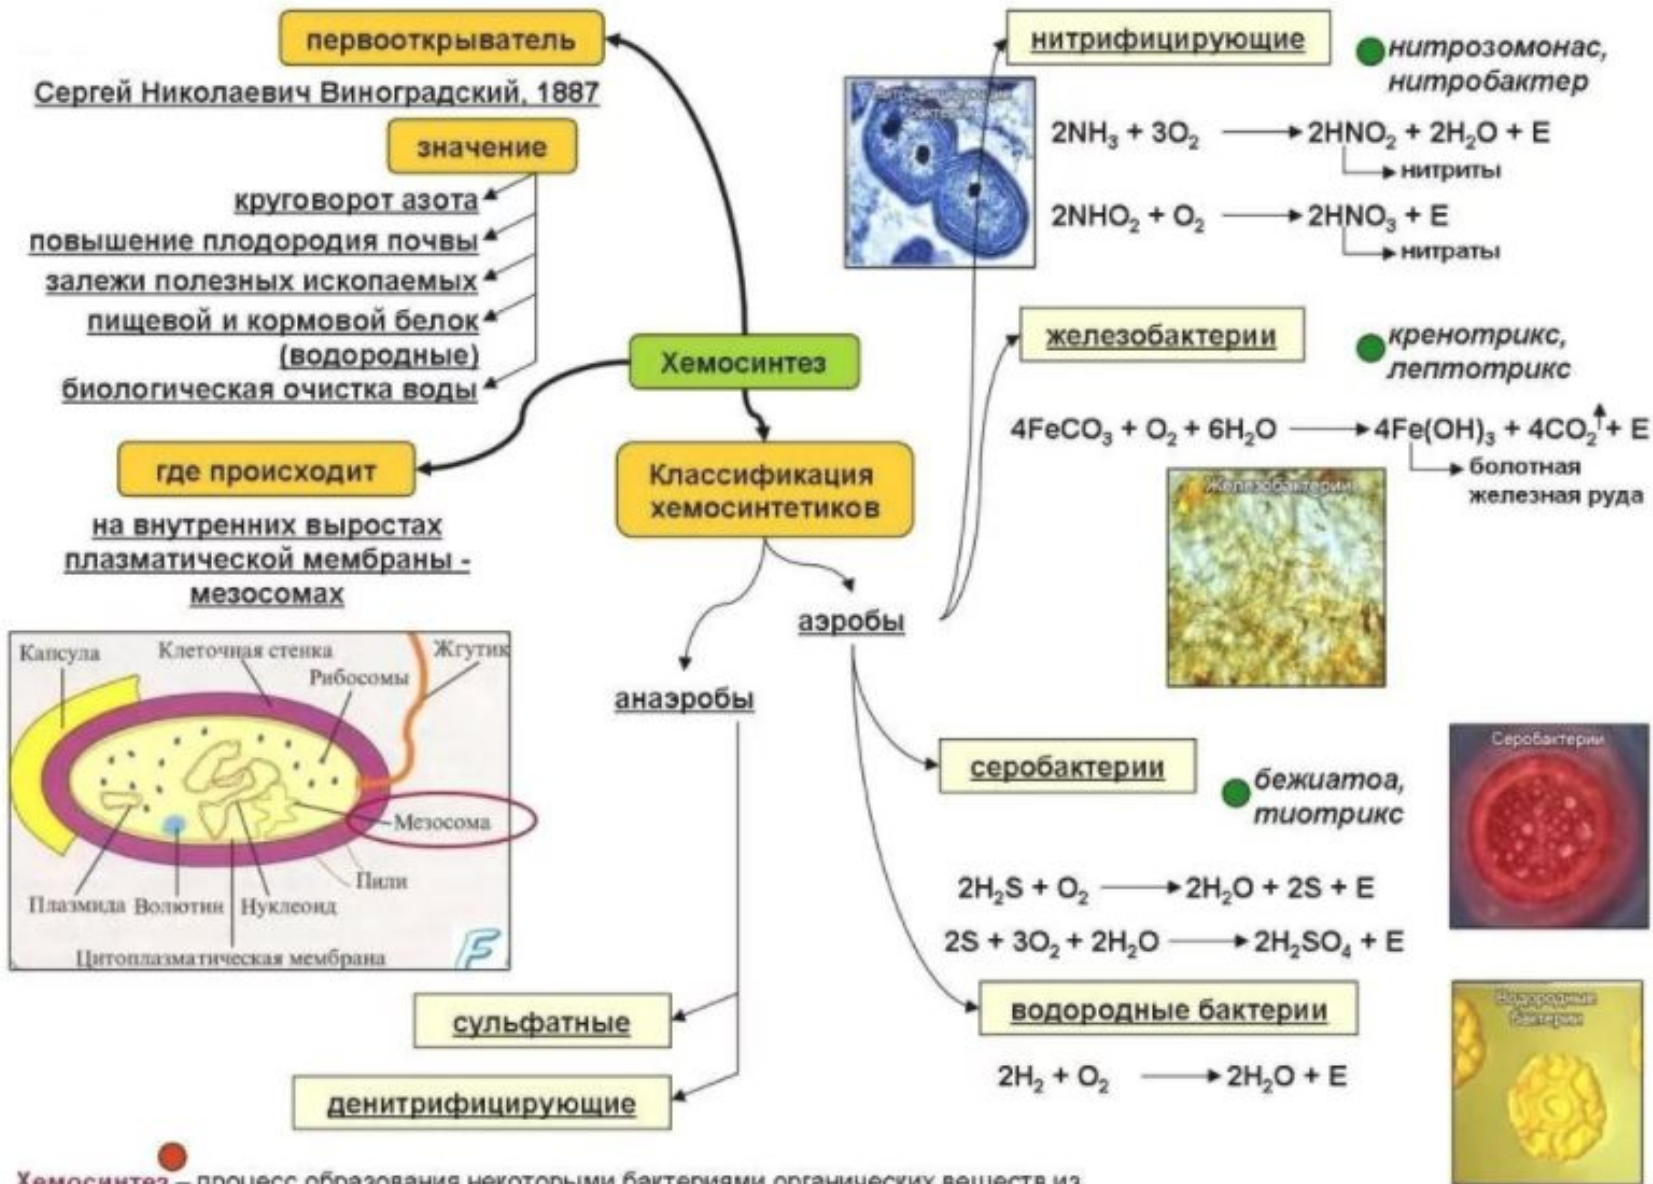 первооткрыватель
Сергей Николаевич Виноградский, 1887
значение
круговорот азота
повышение плодородия почвы
залежи полезных ископаемых
пищевой и кормовой белок
(водородные)
биологическая очистка воды
Хемосинтез
где происходит
на внутренних выростах
плазматической мембраны -
мезосомах
Капсула
Клеточная стенка
Жгутик
Рибосомы
Мезосома
Пили
Плазмида Волютин Нуклеоид
Цитоплазматическая мембрана
F
Классификация
хемосинтетиков
аэробы
анаэробы
сульфатные
денитрифицирующие
нитрифицирующие
нитрозомонас,
нитробактер
Нитрифицирующие
бактерии
2NH₃ + 3O₂ → 2HNO₂ + 2H₂O + E
нитриты
2NHO₂ + O₂ → 2HNO₃ + E
нитраты
железобактерии
кренотрикс,
лептотрикс
4FeCO₃ + O₂ + 6H₂O → 4Fe(OH)₃ + 4CO₂↑ + E
болотная
железная руда
Железобактерии
серобактерии
бежиатоа,
тиотрикс
Серобактерии
2H₂S + O₂ → 2H₂O + 2S + E
2S + 3O₂ + 2H₂O → 2H₂SO₄ + E
водородные бактерии
Водородные
бактерии
2H₂ + O₂ → 2H₂O + E
Хемосинтез – процесс образования некоторыми бактериями органических веществ из